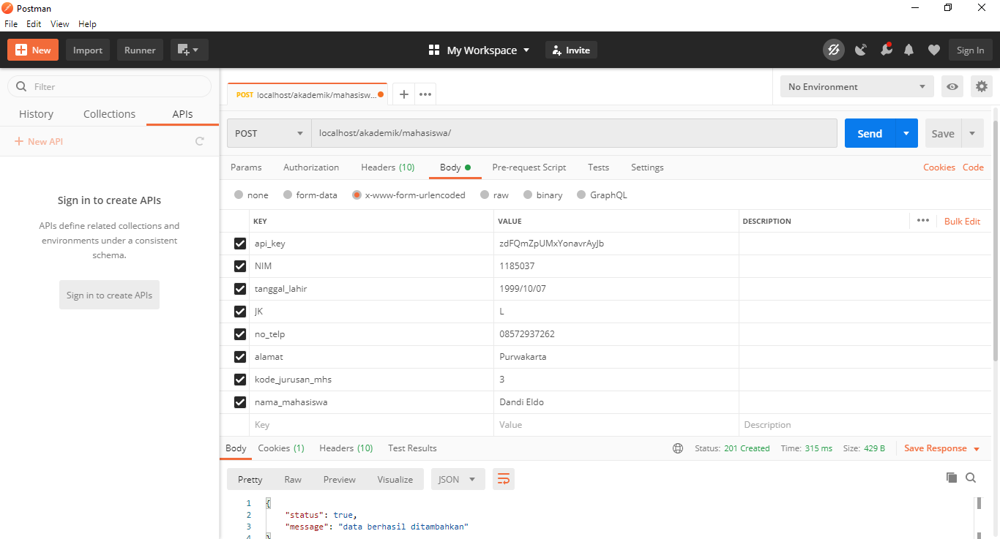 Postman
File Edit View Help
New Import Runner My Workspace Invite Sign In
Filter
History Collections APIs
New API
Sign in to create APIs
APIs define related collections and
environments under a consistent
schema.
Sign in to create APIs
POST localhost/akademik/mahasisw...
No Environment
POST localhost/akademik/mahasiswa/ Send Save
Params Authorization Headers (10) Body Pre-request Script Tests Settings Cookies Code
none form-data x-www-form-urlencoded raw binary GraphQL
KEY VALUE DESCRIPTION Bulk Edit
api_key zdFQmZpUMxYonavrAyJb
NIM 1185037
tanggal_lahir 1999/10/07
JK L
no_telp 08572937262
alamat Purwakarta
kode_jurusan_mhs 3
nama_mahasiswa Dandi Eldo
Key Value Description
Body Cookies (1) Headers (10) Test Results Status: 201 Created Time: 315 ms Size: 429 B Save Response
Pretty Raw Preview Visualize JSON
1 {
2 "status": true,
3 "message": "data berhasil ditambahkan"
4 }